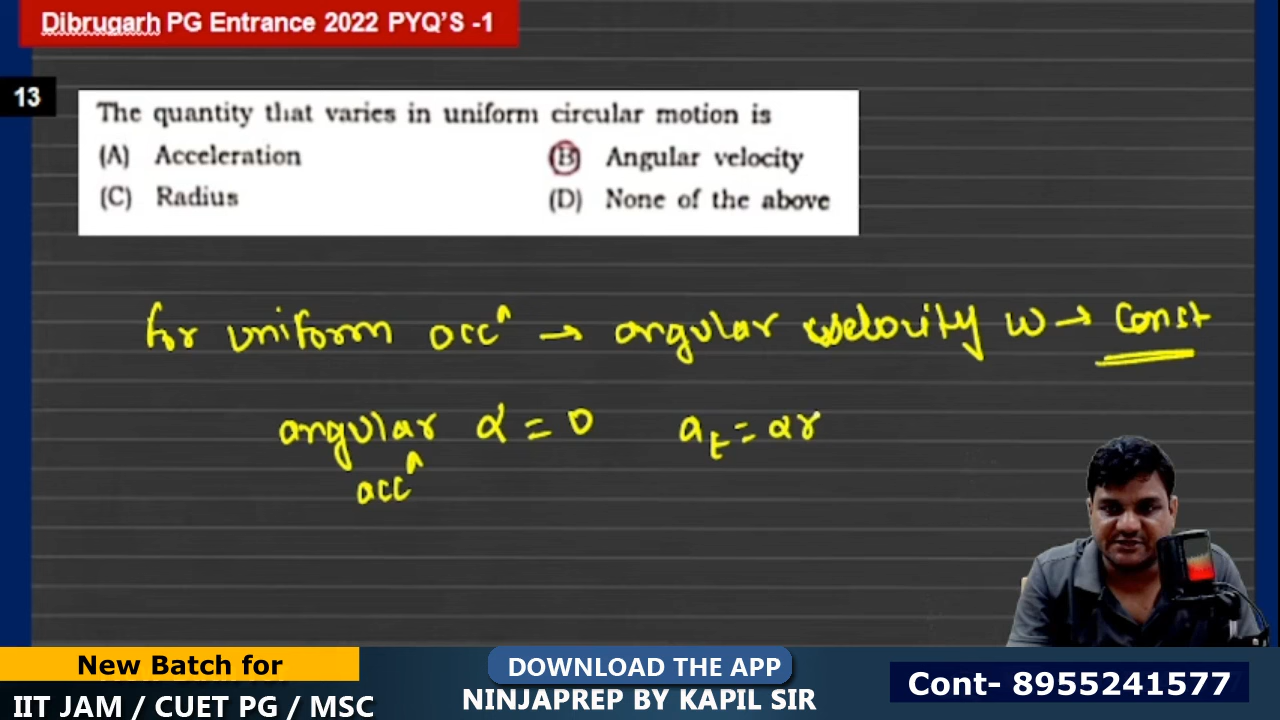 Dibrugarh PG Entrance 2022 PYQ'S -1
13
The quantity that varies in uniform circular motion is
(A) Acceleration (B) Angular velocity
(C) Radius (D) None of the above
for uniform accⁿ → angular velocity ω → const
angular α = 0 aₜ = αr
accⁿ
New Batch for
IIT JAM / CUET PG / MSC
DOWNLOAD THE APP
NINJAPREP BY KAPIL SIR
Cont- 8955241577